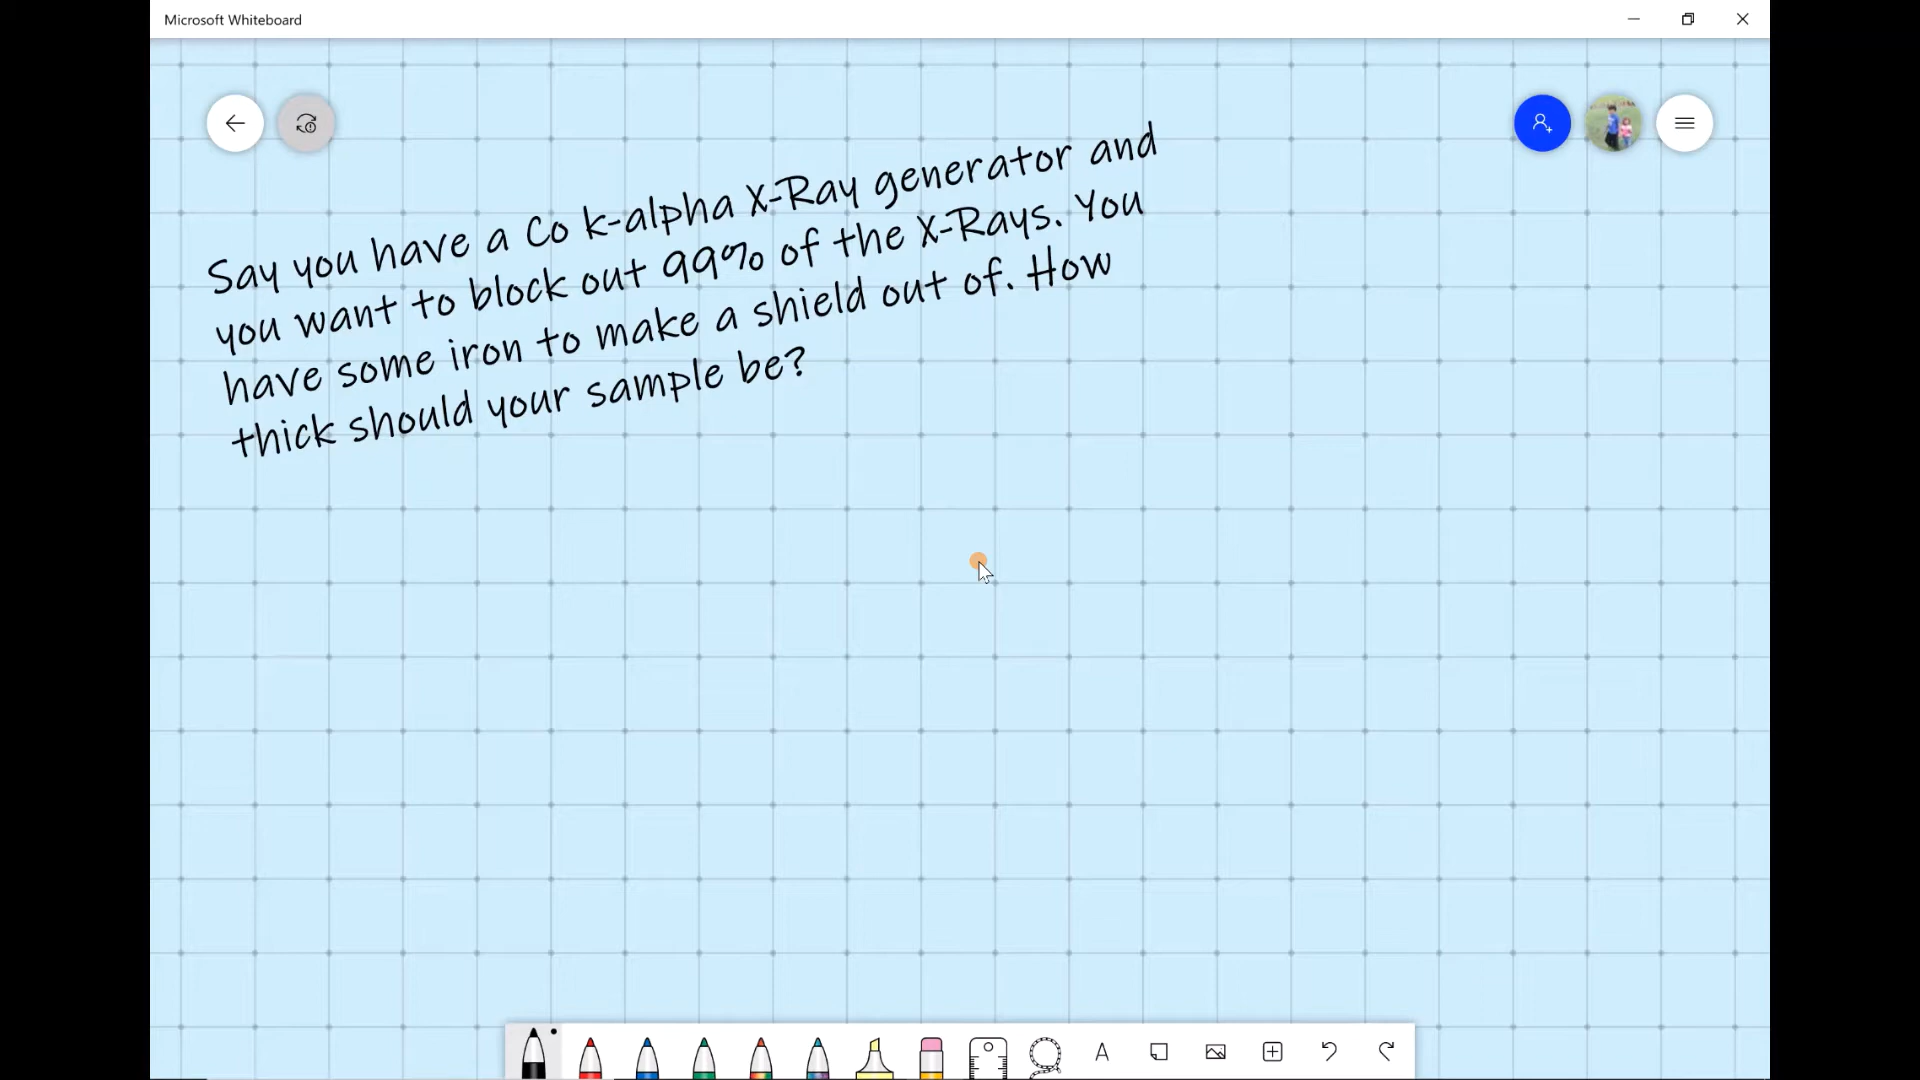 Microsoft Whiteboard
Say you have a Co k-alpha X-Ray generator and
you want to block out 99% of the X-Rays. You
have some iron to make a shield out of. How
thick should your sample be?
A